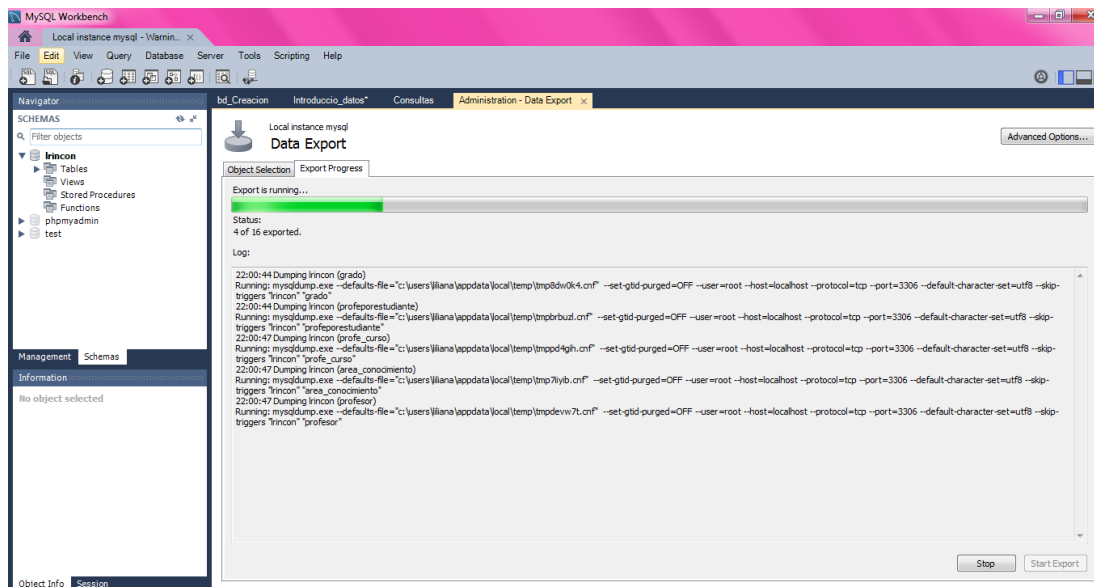 MySQL Workbench
Local instance mysql - Warnin...
File Edit View Query Database Server Tools Scripting Help
Navigator
SCHEMAS
Filter objects
lrincon
Tables
Views
Stored Procedures
Functions
phpmyadmin
test
Management Schemas
Information
No object selected
Object Info Session
bd_Creacion Introduccio_datos* Consultas Administration - Data Export
Local instance mysql
Data Export
Advanced Options...
Object Selection Export Progress
Export is running...
Status:
4 of 16 exported.
Log:
22:00:44 Dumping lrincon (grado)
Running: mysqldump.exe --defaults-file="c:\users\liliana\appdata\local\temp\tmp8dw0k4.cnf" --set-gtid-purged=OFF --user=root --host=localhost --protocol=tcp --port=3306 --default-character-set=utf8 --skip-
triggers "lrincon" "grado"
22:00:44 Dumping lrincon (profeporestudiante)
Running: mysqldump.exe --defaults-file="c:\users\liliana\appdata\local\temp\tmpbrbuzl.cnf" --set-gtid-purged=OFF --user=root --host=localhost --protocol=tcp --port=3306 --default-character-set=utf8 --skip-
triggers "lrincon" "profeporestudiante"
22:00:47 Dumping lrincon (profe_curso)
Running: mysqldump.exe --defaults-file="c:\users\liliana\appdata\local\temp\tmppd4gih.cnf" --set-gtid-purged=OFF --user=root --host=localhost --protocol=tcp --port=3306 --default-character-set=utf8 --skip-
triggers "lrincon" "profe_curso"
22:00:47 Dumping lrincon (area_conocimiento)
Running: mysqldump.exe --defaults-file="c:\users\liliana\appdata\local\temp\tmp7iiyib.cnf" --set-gtid-purged=OFF --user=root --host=localhost --protocol=tcp --port=3306 --default-character-set=utf8 --skip-
triggers "lrincon" "area_conocimiento"
22:00:47 Dumping lrincon (profesor)
Running: mysqldump.exe --defaults-file="c:\users\liliana\appdata\local\temp\tmpdevw7t.cnf" --set-gtid-purged=OFF --user=root --host=localhost --protocol=tcp --port=3306 --default-character-set=utf8 --skip-
triggers "lrincon" "profesor"
Stop Start Export